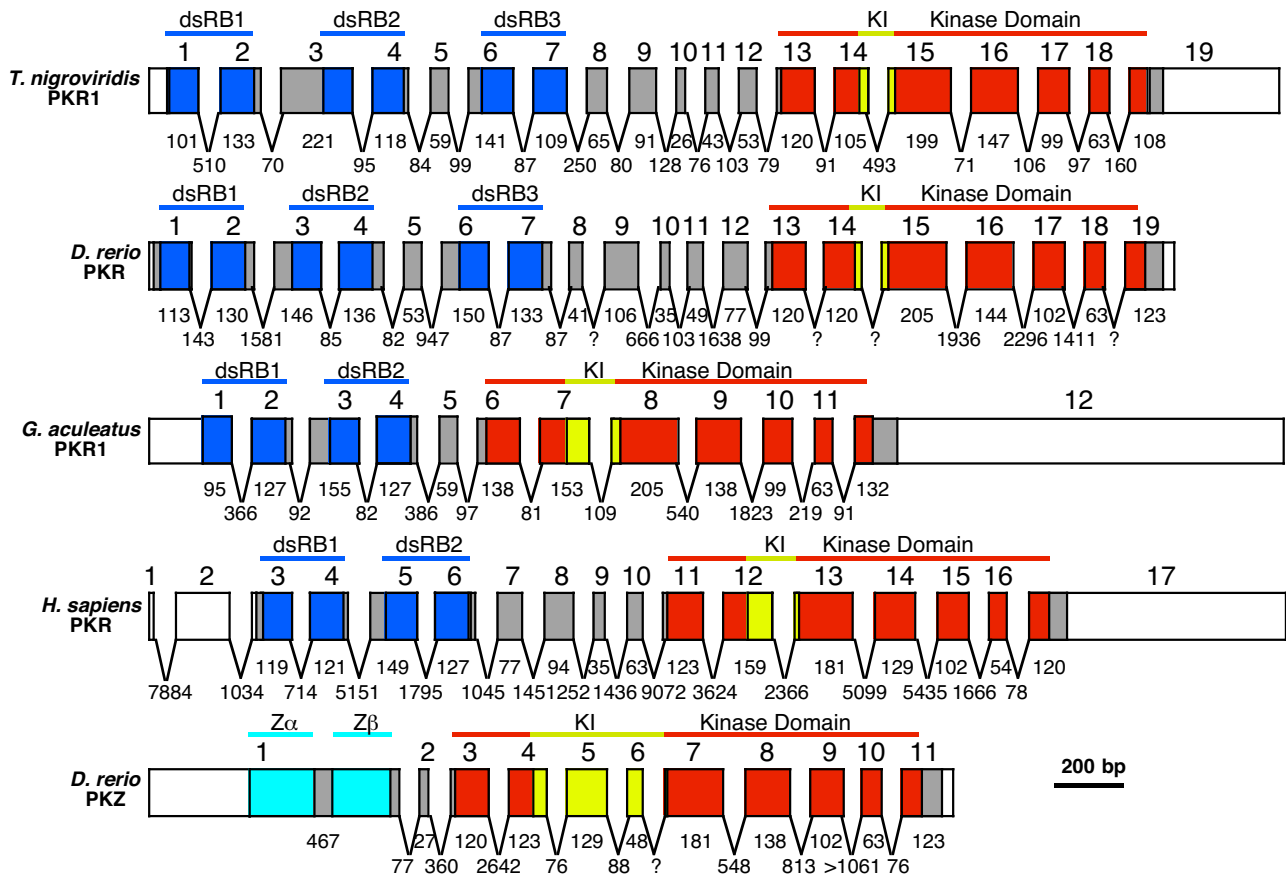 dsRB1 dsRB2 dsRB3 KI Kinase Domain
1 2 3 4 5 6 7 8 9 10 11 12 13 14 15 16 17 18 19
T. nigroviridis
PKR1
101 133 221 118 59 141 109 65 91 26 43 53 120 105 199 147 99 63 108
510 70 95 84 99 87 250 80 128 76 103 79 91 493 71 106 97 160
dsRB1 dsRB2 dsRB3 KI Kinase Domain
1 2 3 4 5 6 7 8 9 10 11 12 13 14 15 16 17 18 19
D. rerio
PKR
113 130 146 136 53 150 133 41 106 35 49 77 120 120 205 144 102 63 123
143 1581 85 82 947 87 87 ? 666 103 1638 99 ? ? 1936 2296 1411 ?
dsRB1 dsRB2 KI Kinase Domain
1 2 3 4 5 6 7 8 9 10 11 12
G. aculeatus
PKR1
95 127 155 127 59 138 153 205 138 99 63 132
366 92 82 386 97 81 109 540 1823 219 91
dsRB1 dsRB2 KI Kinase Domain
1 2 3 4 5 6 7 8 9 10 11 12 13 14 15 16 17
H. sapiens
PKR
119 121 149 127 77 94 35 63 123 159 181 129 102 54 120
7884 1034 714 5151 1795 1045 145 1252 1436 9072 3624 2366 5099 5435 1666 78
Zα Zβ KI Kinase Domain
1 2 3 4 5 6 7 8 9 10 11
200 bp
D. rerio
PKZ
467 27 120 123 129 48 181 138 102 63 123
77 360 2642 76 88 ? 548 813 >1061 76